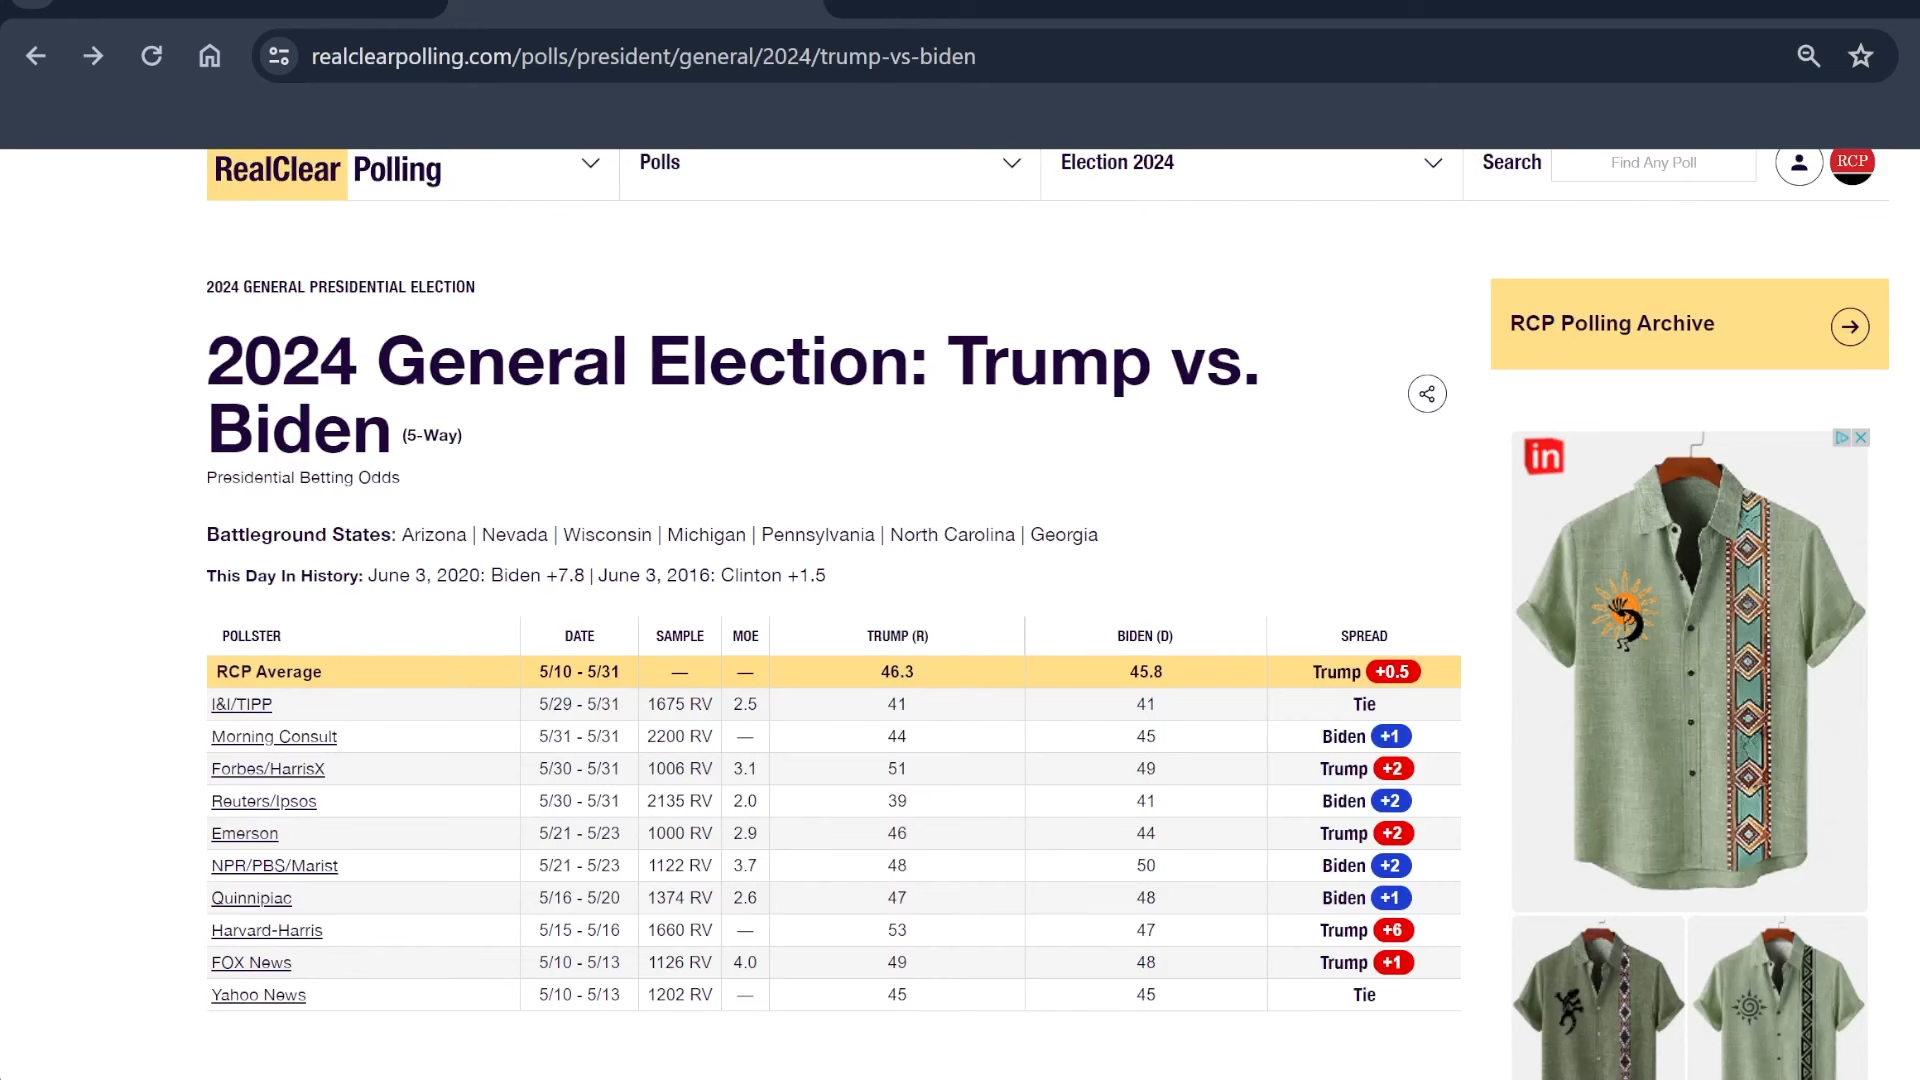 realclearpolling.com/polls/president/general/2024/trump-vs-biden
RealClear Polling
Polls
Election 2024
Search
Find Any Poll
RCP
2024 GENERAL PRESIDENTIAL ELECTION
2024 General Election: Trump vs.
Biden (5-Way)
Presidential Betting Odds
Battleground States: Arizona | Nevada | Wisconsin | Michigan | Pennsylvania | North Carolina | Georgia
This Day In History: June 3, 2020: Biden +7.8 | June 3, 2016: Clinton +1.5
POLLSTER DATE SAMPLE MOE TRUMP (R) BIDEN (D) SPREAD
RCP Average 5/10 - 5/31 — — 46.3 45.8 Trump +0.5
I&I/TIPP 5/29 - 5/31 1675 RV 2.5 41 41 Tie
Morning Consult 5/31 - 5/31 2200 RV — 44 45 Biden +1
Forbes/HarrisX 5/30 - 5/31 1006 RV 3.1 51 49 Trump +2
Reuters/Ipsos 5/30 - 5/31 2135 RV 2.0 39 41 Biden +2
Emerson 5/21 - 5/23 1000 RV 2.9 46 44 Trump +2
NPR/PBS/Marist 5/21 - 5/23 1122 RV 3.7 48 50 Biden +2
Quinnipiac 5/16 - 5/20 1374 RV 2.6 47 48 Biden +1
Harvard-Harris 5/15 - 5/16 1660 RV — 53 47 Trump +6
FOX News 5/10 - 5/13 1126 RV 4.0 49 48 Trump +1
Yahoo News 5/10 - 5/13 1202 RV — 45 45 Tie
RCP Polling Archive
in